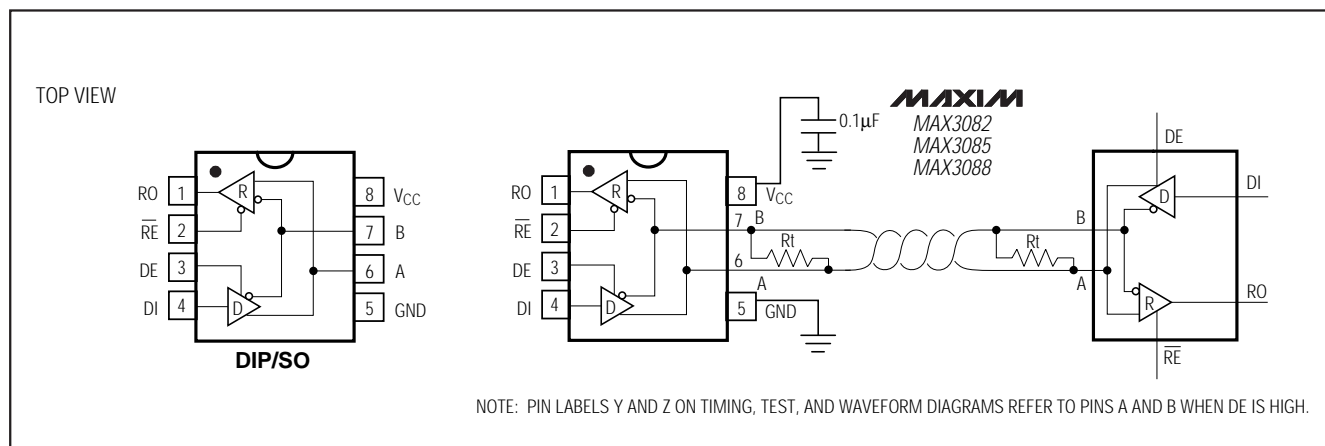 TOP VIEW
RO 1
R̅E̅ 2
DE 3
DI 4
R
D
8 VCC
7 B
6 A
5 GND
DIP/SO
RO 1
R̅E̅ 2
DE 3
DI 4
R
D
8 VCC
7 B
6 A
5 GND
0.1µF
MAXIM
MAX3082
MAX3085
MAX3088
Rt
Rt
B
A
DE
D
DI
R
RO
R̅E̅
NOTE: PIN LABELS Y AND Z ON TIMING, TEST, AND WAVEFORM DIAGRAMS REFER TO PINS A AND B WHEN DE IS HIGH.